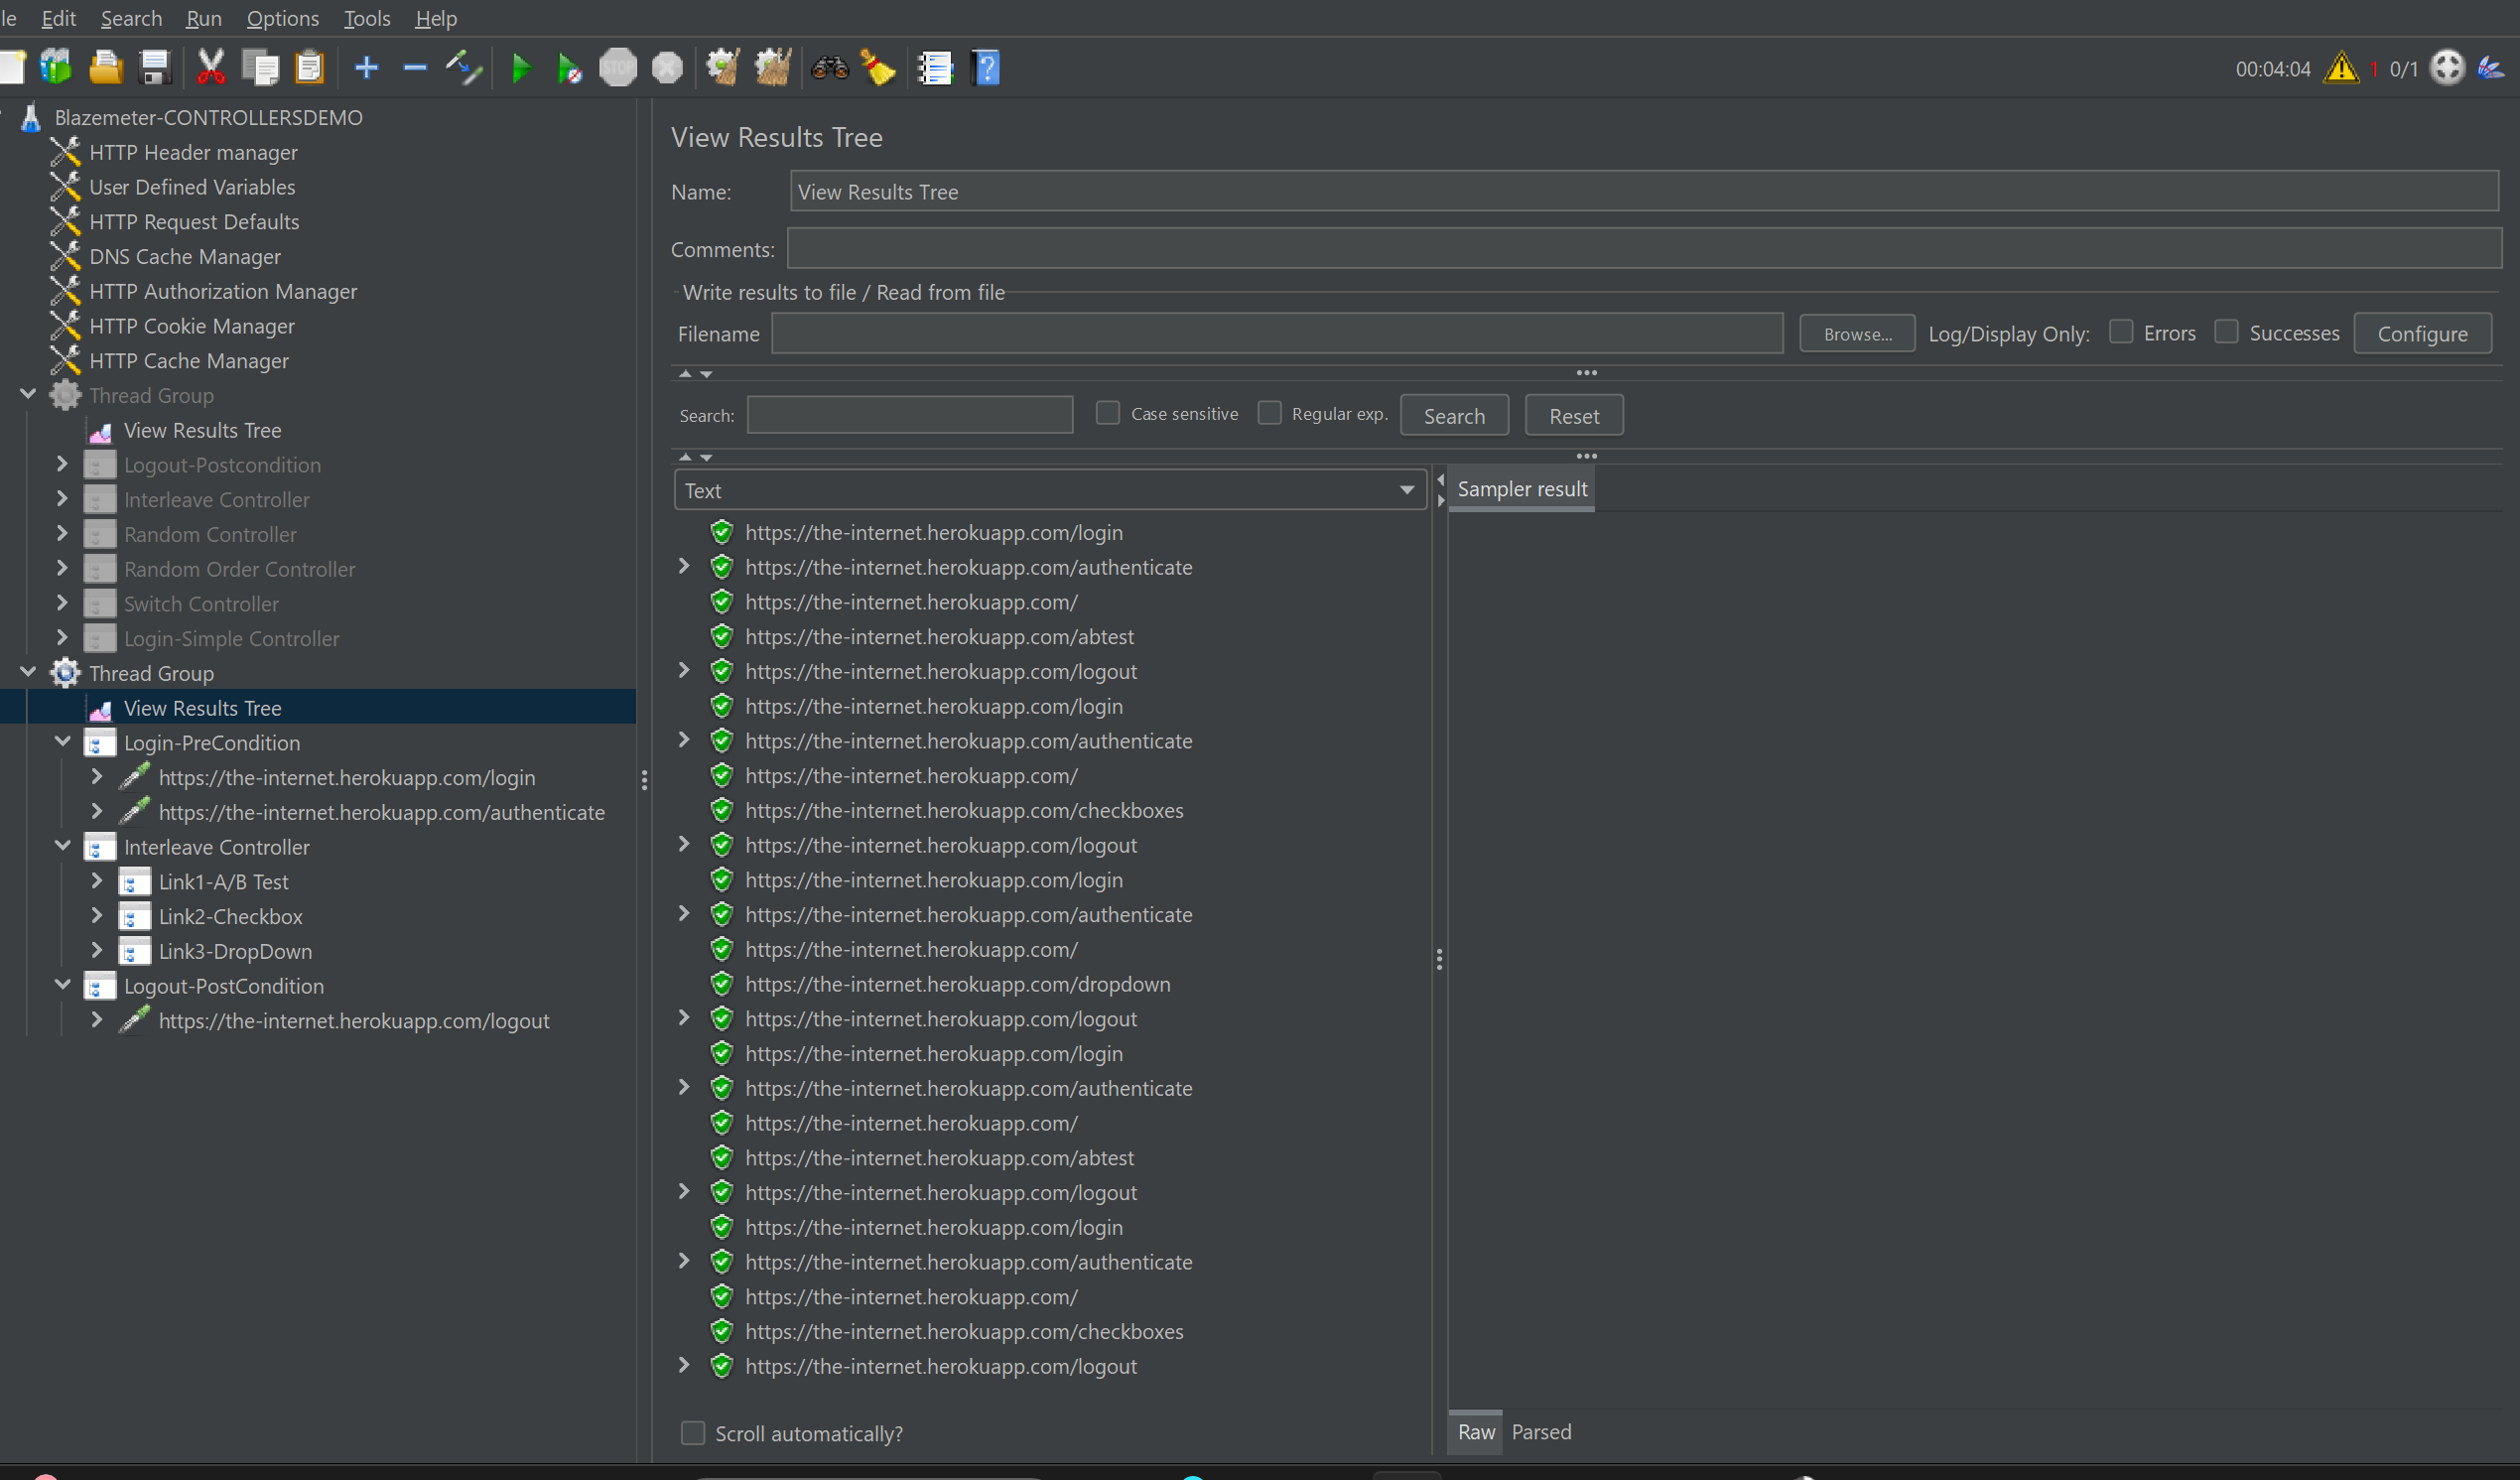 le Edit Search Run Options Tools Help
STOP
00:04:04 1 0/1
Blazemeter-CONTROLLERSDEMO
HTTP Header manager
User Defined Variables
HTTP Request Defaults
DNS Cache Manager
HTTP Authorization Manager
HTTP Cookie Manager
HTTP Cache Manager
Thread Group
View Results Tree
Logout-Postcondition
Interleave Controller
Random Controller
Random Order Controller
Switch Controller
Login-Simple Controller
Thread Group
View Results Tree
Login-PreCondition
https://the-internet.herokuapp.com/login
https://the-internet.herokuapp.com/authenticate
Interleave Controller
Link1-A/B Test
Link2-Checkbox
Link3-DropDown
Logout-PostCondition
https://the-internet.herokuapp.com/logout
View Results Tree
Name: View Results Tree
Comments:
Write results to file / Read from file
Filename Browse... Log/Display Only: Errors Successes Configure
Search: Case sensitive Regular exp. Search Reset
Text
https://the-internet.herokuapp.com/login
https://the-internet.herokuapp.com/authenticate
https://the-internet.herokuapp.com/
https://the-internet.herokuapp.com/abtest
https://the-internet.herokuapp.com/logout
https://the-internet.herokuapp.com/login
https://the-internet.herokuapp.com/authenticate
https://the-internet.herokuapp.com/
https://the-internet.herokuapp.com/checkboxes
https://the-internet.herokuapp.com/logout
https://the-internet.herokuapp.com/login
https://the-internet.herokuapp.com/authenticate
https://the-internet.herokuapp.com/
https://the-internet.herokuapp.com/dropdown
https://the-internet.herokuapp.com/logout
https://the-internet.herokuapp.com/login
https://the-internet.herokuapp.com/authenticate
https://the-internet.herokuapp.com/
https://the-internet.herokuapp.com/abtest
https://the-internet.herokuapp.com/logout
https://the-internet.herokuapp.com/login
https://the-internet.herokuapp.com/authenticate
https://the-internet.herokuapp.com/
https://the-internet.herokuapp.com/checkboxes
https://the-internet.herokuapp.com/logout
Scroll automatically?
Sampler result
Raw Parsed